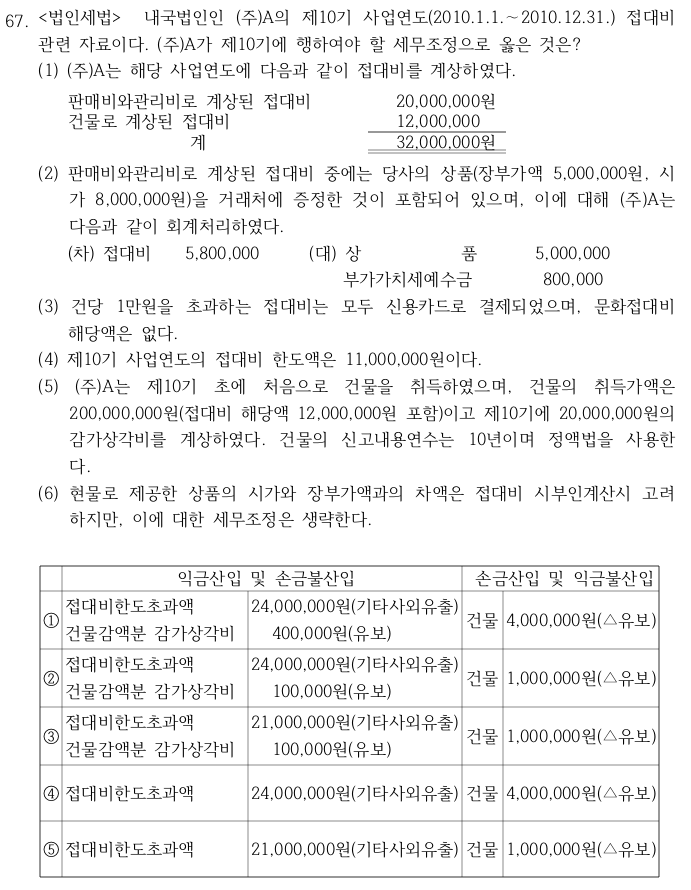 67. <법인세법> 내국법인인 (주)A의 제10기 사업연도(2010.1.1.~2010.12.31.) 접대비
관련 자료이다. (주)A가 제10기에 행하여야 할 세무조정으로 옳은 것은?
(1) (주)A는 해당 사업연도에 다음과 같이 접대비를 계상하였다.
판매비와관리비로 계상된 접대비 20,000,000원
건물로 계상된 접대비 12,000,000
계 32,000,000원
(2) 판매비와관리비로 계상된 접대비 중에는 당사의 상품(장부가액 5,000,000원, 시
가 8,000,000원)을 거래처에 증정한 것이 포함되어 있으며, 이에 대해 (주)A는
다음과 같이 회계처리하였다.
(차) 접대비 5,800,000 (대) 상 품 5,000,000
부가가치세예수금 800,000
(3) 건당 1만원을 초과하는 접대비는 모두 신용카드로 결제되었으며, 문화접대비
해당액은 없다.
(4) 제10기 사업연도의 접대비 한도액은 11,000,000원이다.
(5) (주)A는 제10기 초에 처음으로 건물을 취득하였으며, 건물의 취득가액은
200,000,000원(접대비 해당액 12,000,000원 포함)이고 제10기에 20,000,000원의
감가상각비를 계상하였다. 건물의 신고내용연수는 10년이며 정액법을 사용한
다.
(6) 현물로 제공한 상품의 시가와 장부가액과의 차액은 접대비 시부인계산시 고려
하지만, 이에 대한 세무조정은 생략한다.
익금산입 및 손금불산입 손금산입 및 익금불산입
① 접대비한도초과액 24,000,000원(기타사외유출) 건물 4,000,000원(△유보)
건물감액분 감가상각비 400,000원(유보)
② 접대비한도초과액 24,000,000원(기타사외유출) 건물 1,000,000원(△유보)
건물감액분 감가상각비 100,000원(유보)
③ 접대비한도초과액 21,000,000원(기타사외유출) 건물 1,000,000원(△유보)
건물감액분 감가상각비 100,000원(유보)
④ 접대비한도초과액 24,000,000원(기타사외유출) 건물 4,000,000원(△유보)
⑤ 접대비한도초과액 21,000,000원(기타사외유출) 건물 1,000,000원(△유보)